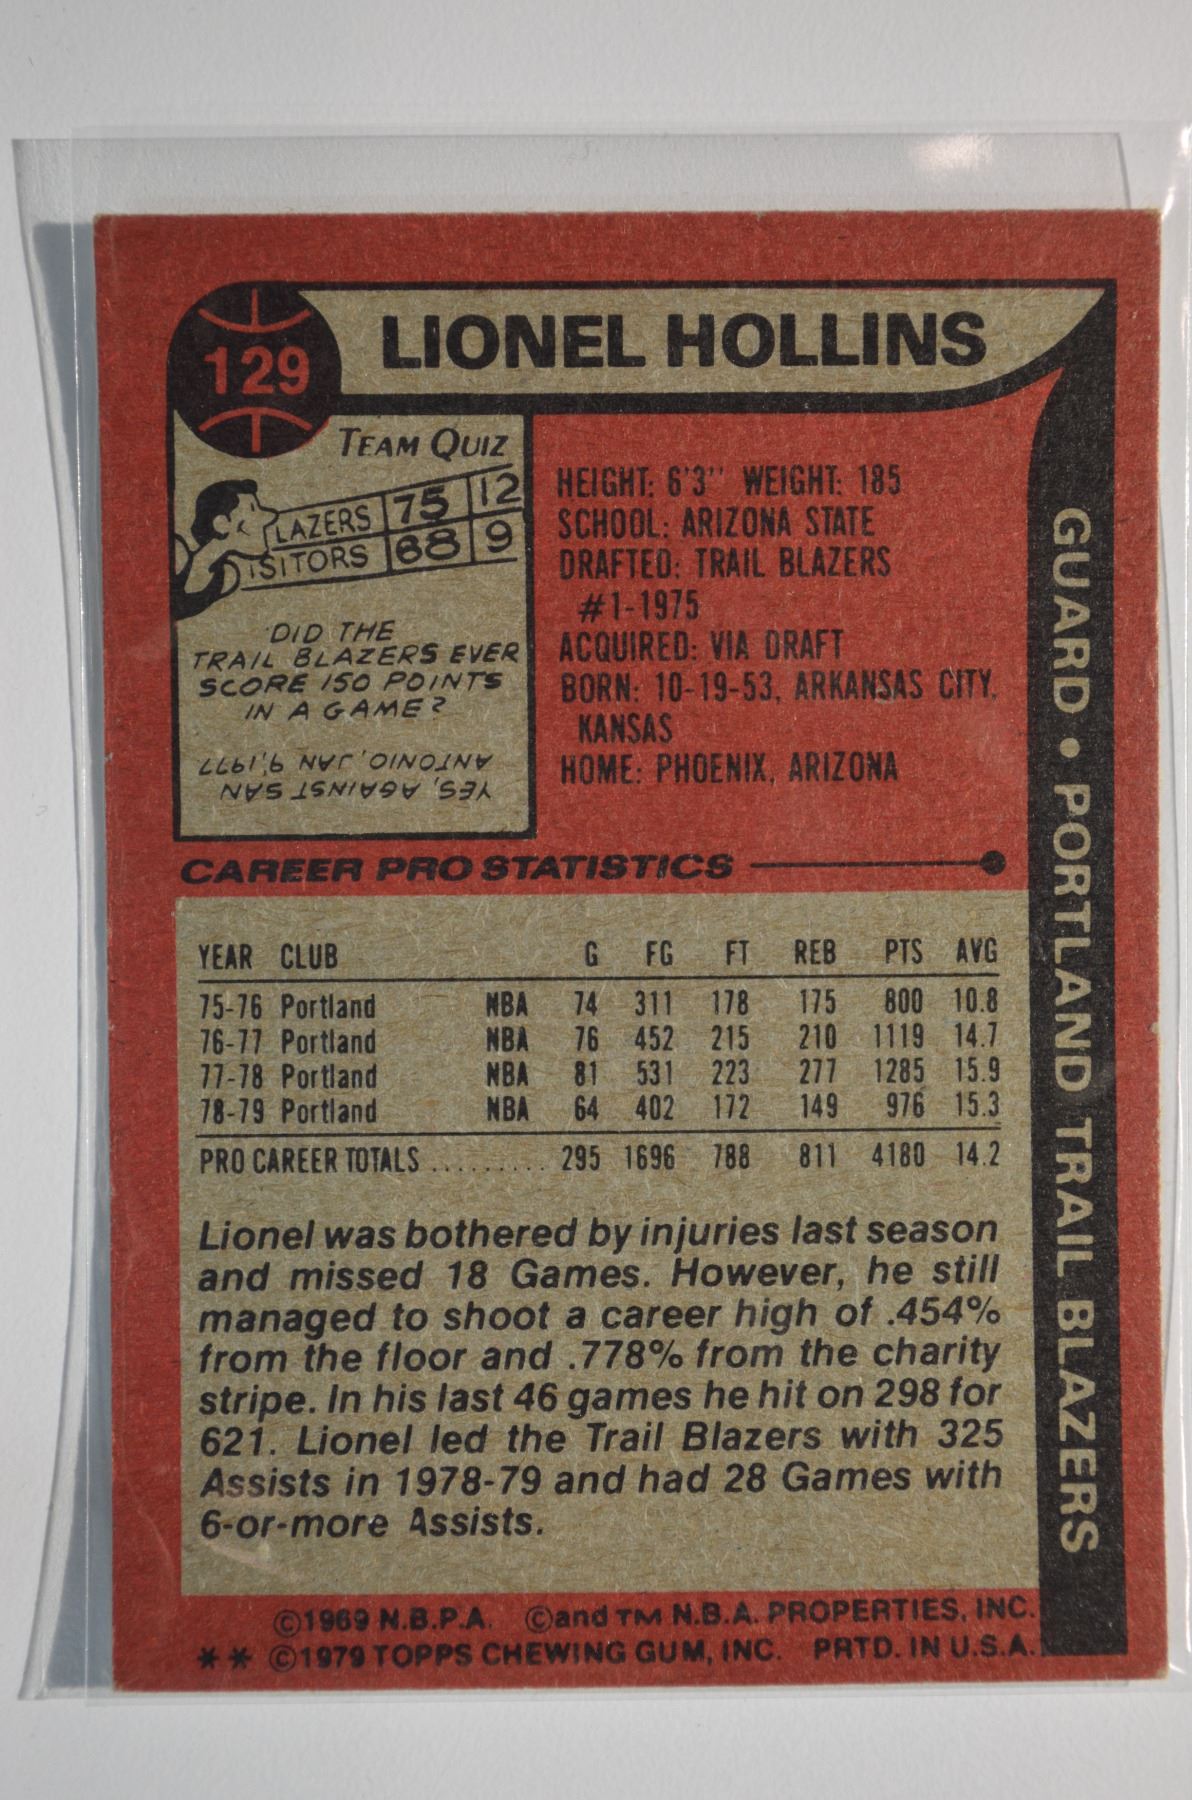 129
LIONEL HOLLINS
TEAM QUIZ
LAZERS 75 12
ISITORS 68 9
DID THE
TRAIL BLAZERS EVER
SCORE 150 POINTS
IN A GAME?
YES, AGAINST SAN
ANTONIO, JAN 9, 1977
HEIGHT: 6'3'' WEIGHT: 185
SCHOOL: ARIZONA STATE
DRAFTED: TRAIL BLAZERS
#1-1975
ACQUIRED: VIA DRAFT
BORN: 10-19-53, ARKANSAS CITY,
KANSAS
HOME: PHOENIX, ARIZONA
GUARD • PORTLAND TRAIL BLAZERS
CAREER PRO STATISTICS
YEAR CLUB G FG FT REB PTS AVG
75-76 Portland NBA 74 311 178 175 800 10.8
76-77 Portland NBA 76 452 215 210 1119 14.7
77-78 Portland NBA 81 531 223 277 1285 15.9
78-79 Portland NBA 64 402 172 149 976 15.3
PRO CAREER TOTALS ......... 295 1696 788 811 4180 14.2
Lionel was bothered by injuries last season
and missed 18 Games. However, he still
managed to shoot a career high of .454%
from the floor and .778% from the charity
stripe. In his last 46 games he hit on 298 for
621. Lionel led the Trail Blazers with 325
Assists in 1978-79 and had 28 Games with
6-or-more Assists.
©1969 N.B.P.A. ©and TM N.B.A. PROPERTIES, INC.
** ©1979 TOPPS CHEWING GUM, INC. PRTD. IN U.S.A.